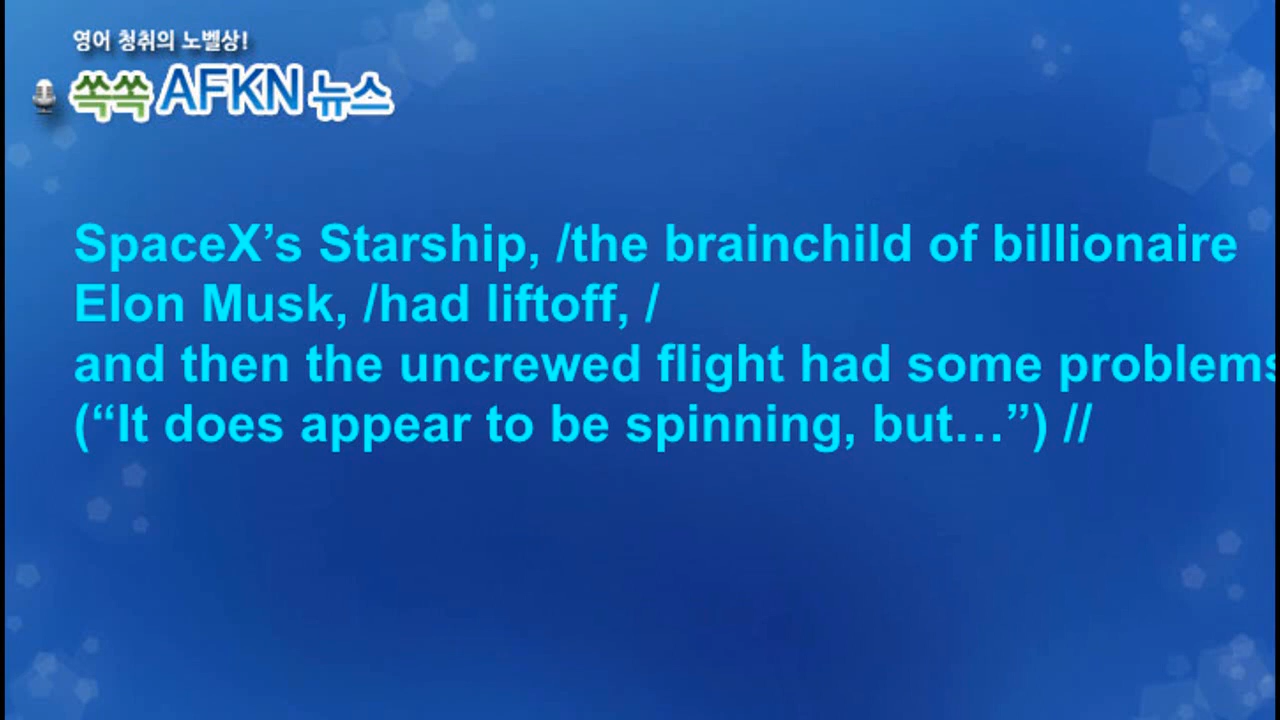 영어 청취의 노벨상!
쏙쏙 AFKN 뉴스
SpaceX’s Starship, /the brainchild of billionaire
Elon Musk, /had liftoff, /
and then the uncrewed flight had some problems
(“It does appear to be spinning, but…”) //